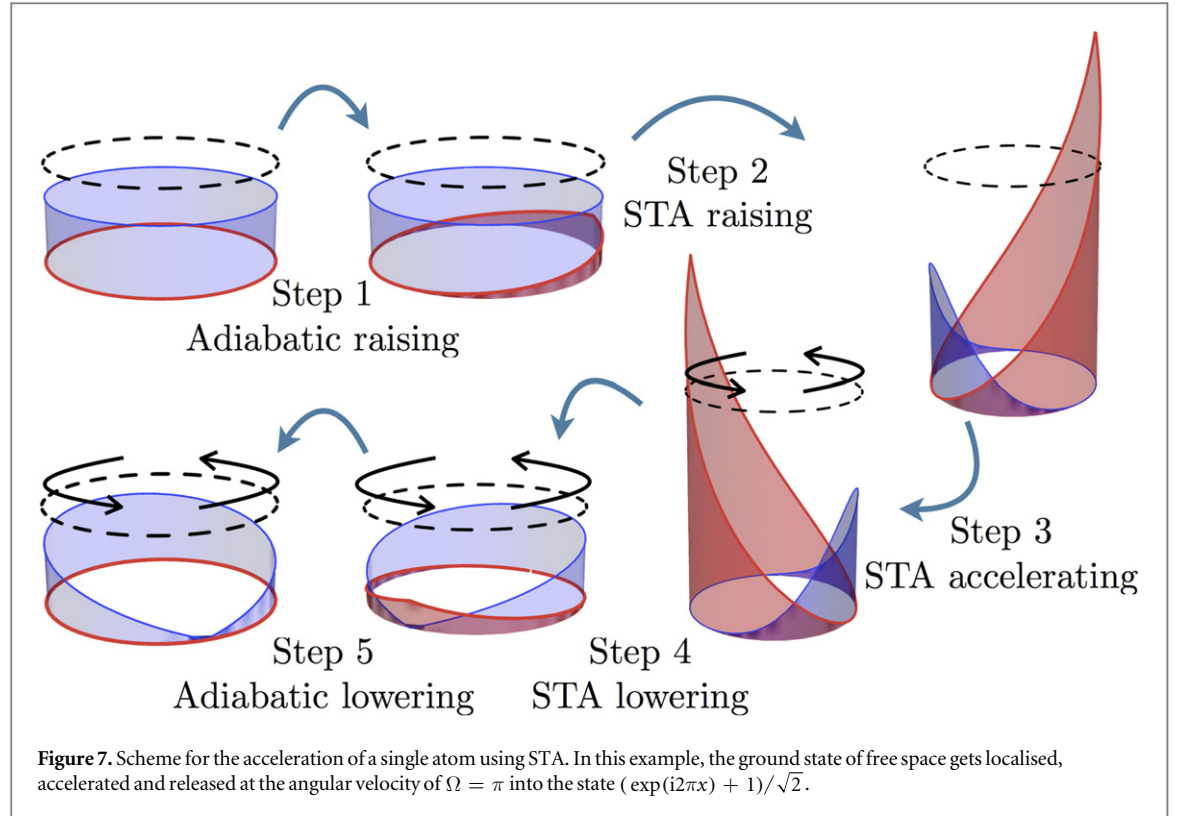 Step 1
Adiabatic raising
Step 2
STA raising
Step 3
STA accelerating
Step 4
STA lowering
Step 5
Adiabatic lowering
Figure 7. Scheme for the acceleration of a single atom using STA. In this example, the ground state of free space gets localised,
accelerated and released at the angular velocity of Ω = π into the state ( exp(i2πx) + 1)/√2.